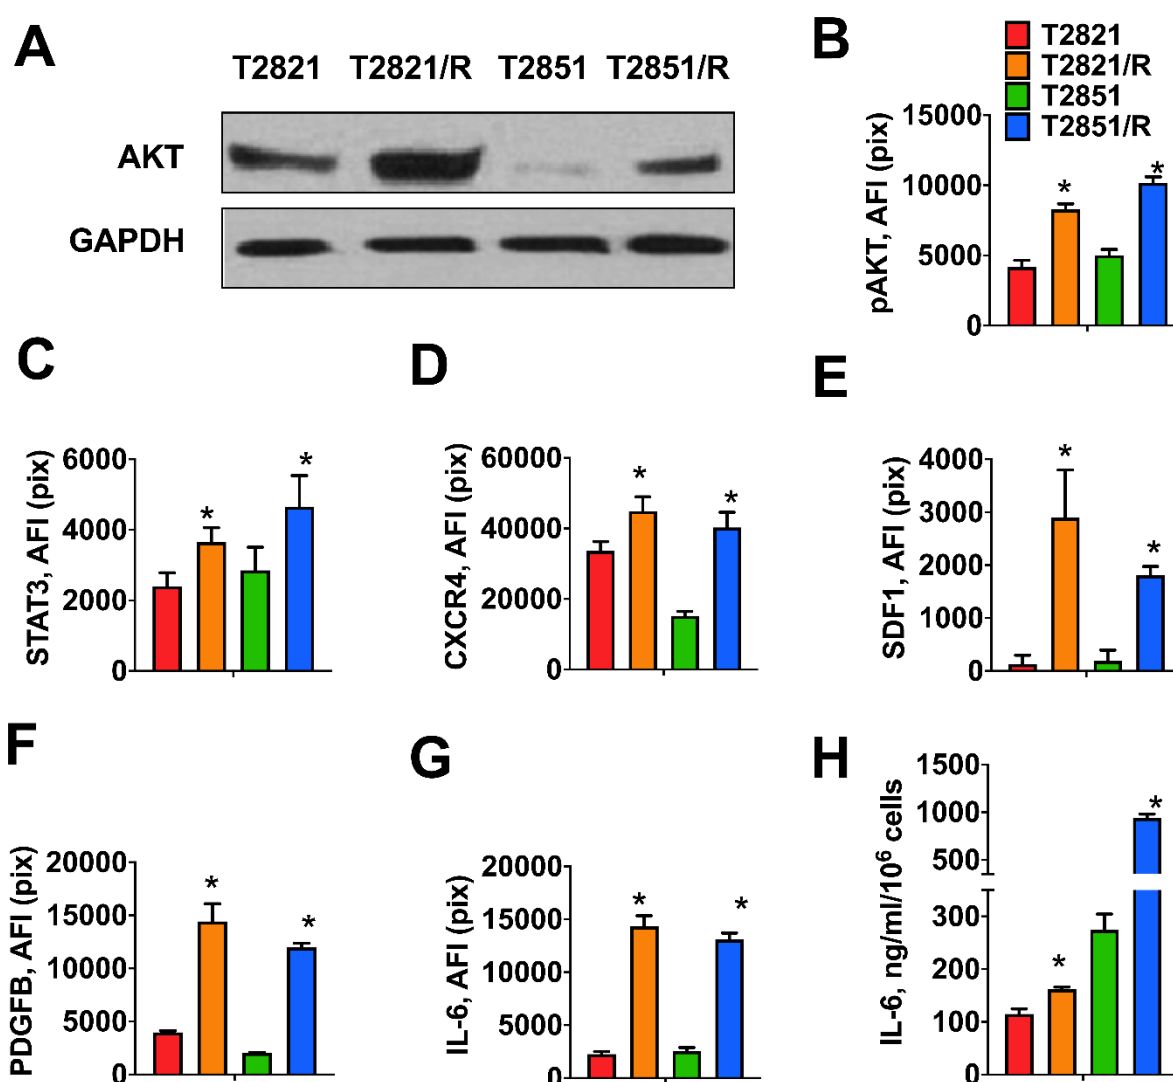 A
T2821 T2821/R T2851 T2851/R
AKT
GAPDH
B
T2821
T2821/R
T2851
T2851/R
pAKT, AFI (pix)
15000
10000
5000
0
* *
C
STAT3, AFI (pix)
6000
4000
2000
0
* *
D
CXCR4, AFI (pix)
60000
40000
20000
0
* *
E
SDF1, AFI (pix)
4000
3000
2000
1000
0
* *
F
PDGFB, AFI (pix)
20000
15000
10000
5000
0
* *
G
IL-6, AFI (pix)
20000
15000
10000
5000
0
* *
H
IL-6, ng/ml/10⁶ cells
1500
1000
500
300
200
100
* *